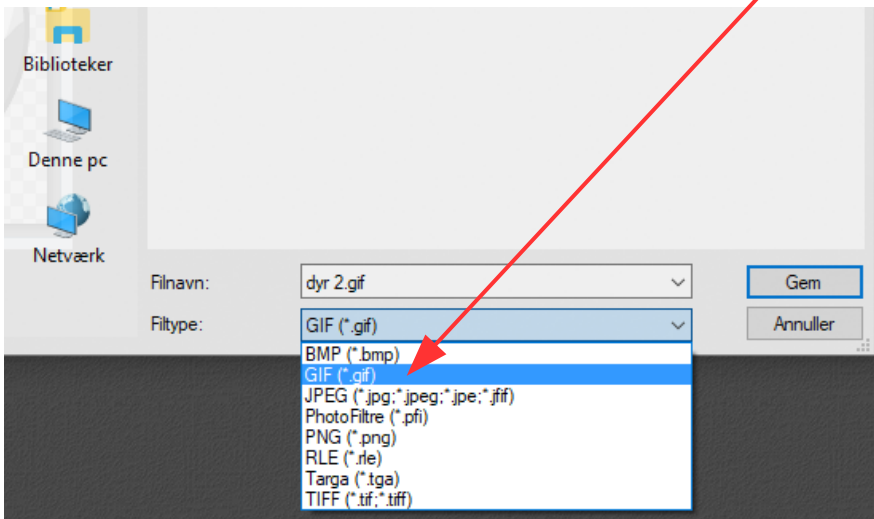 Biblioteker
Denne pc
Netværk
Filnavn: dyr 2.gif Gem
Filtype: GIF (*.gif) Annuller
BMP (*.bmp)
GIF (*.gif)
JPEG (*.jpg;*.jpeg;*.jpe;*.jfif)
PhotoFiltre (*.pfi)
PNG (*.png)
RLE (*.rle)
Targa (*.tga)
TIFF (*.tif;*.tiff)